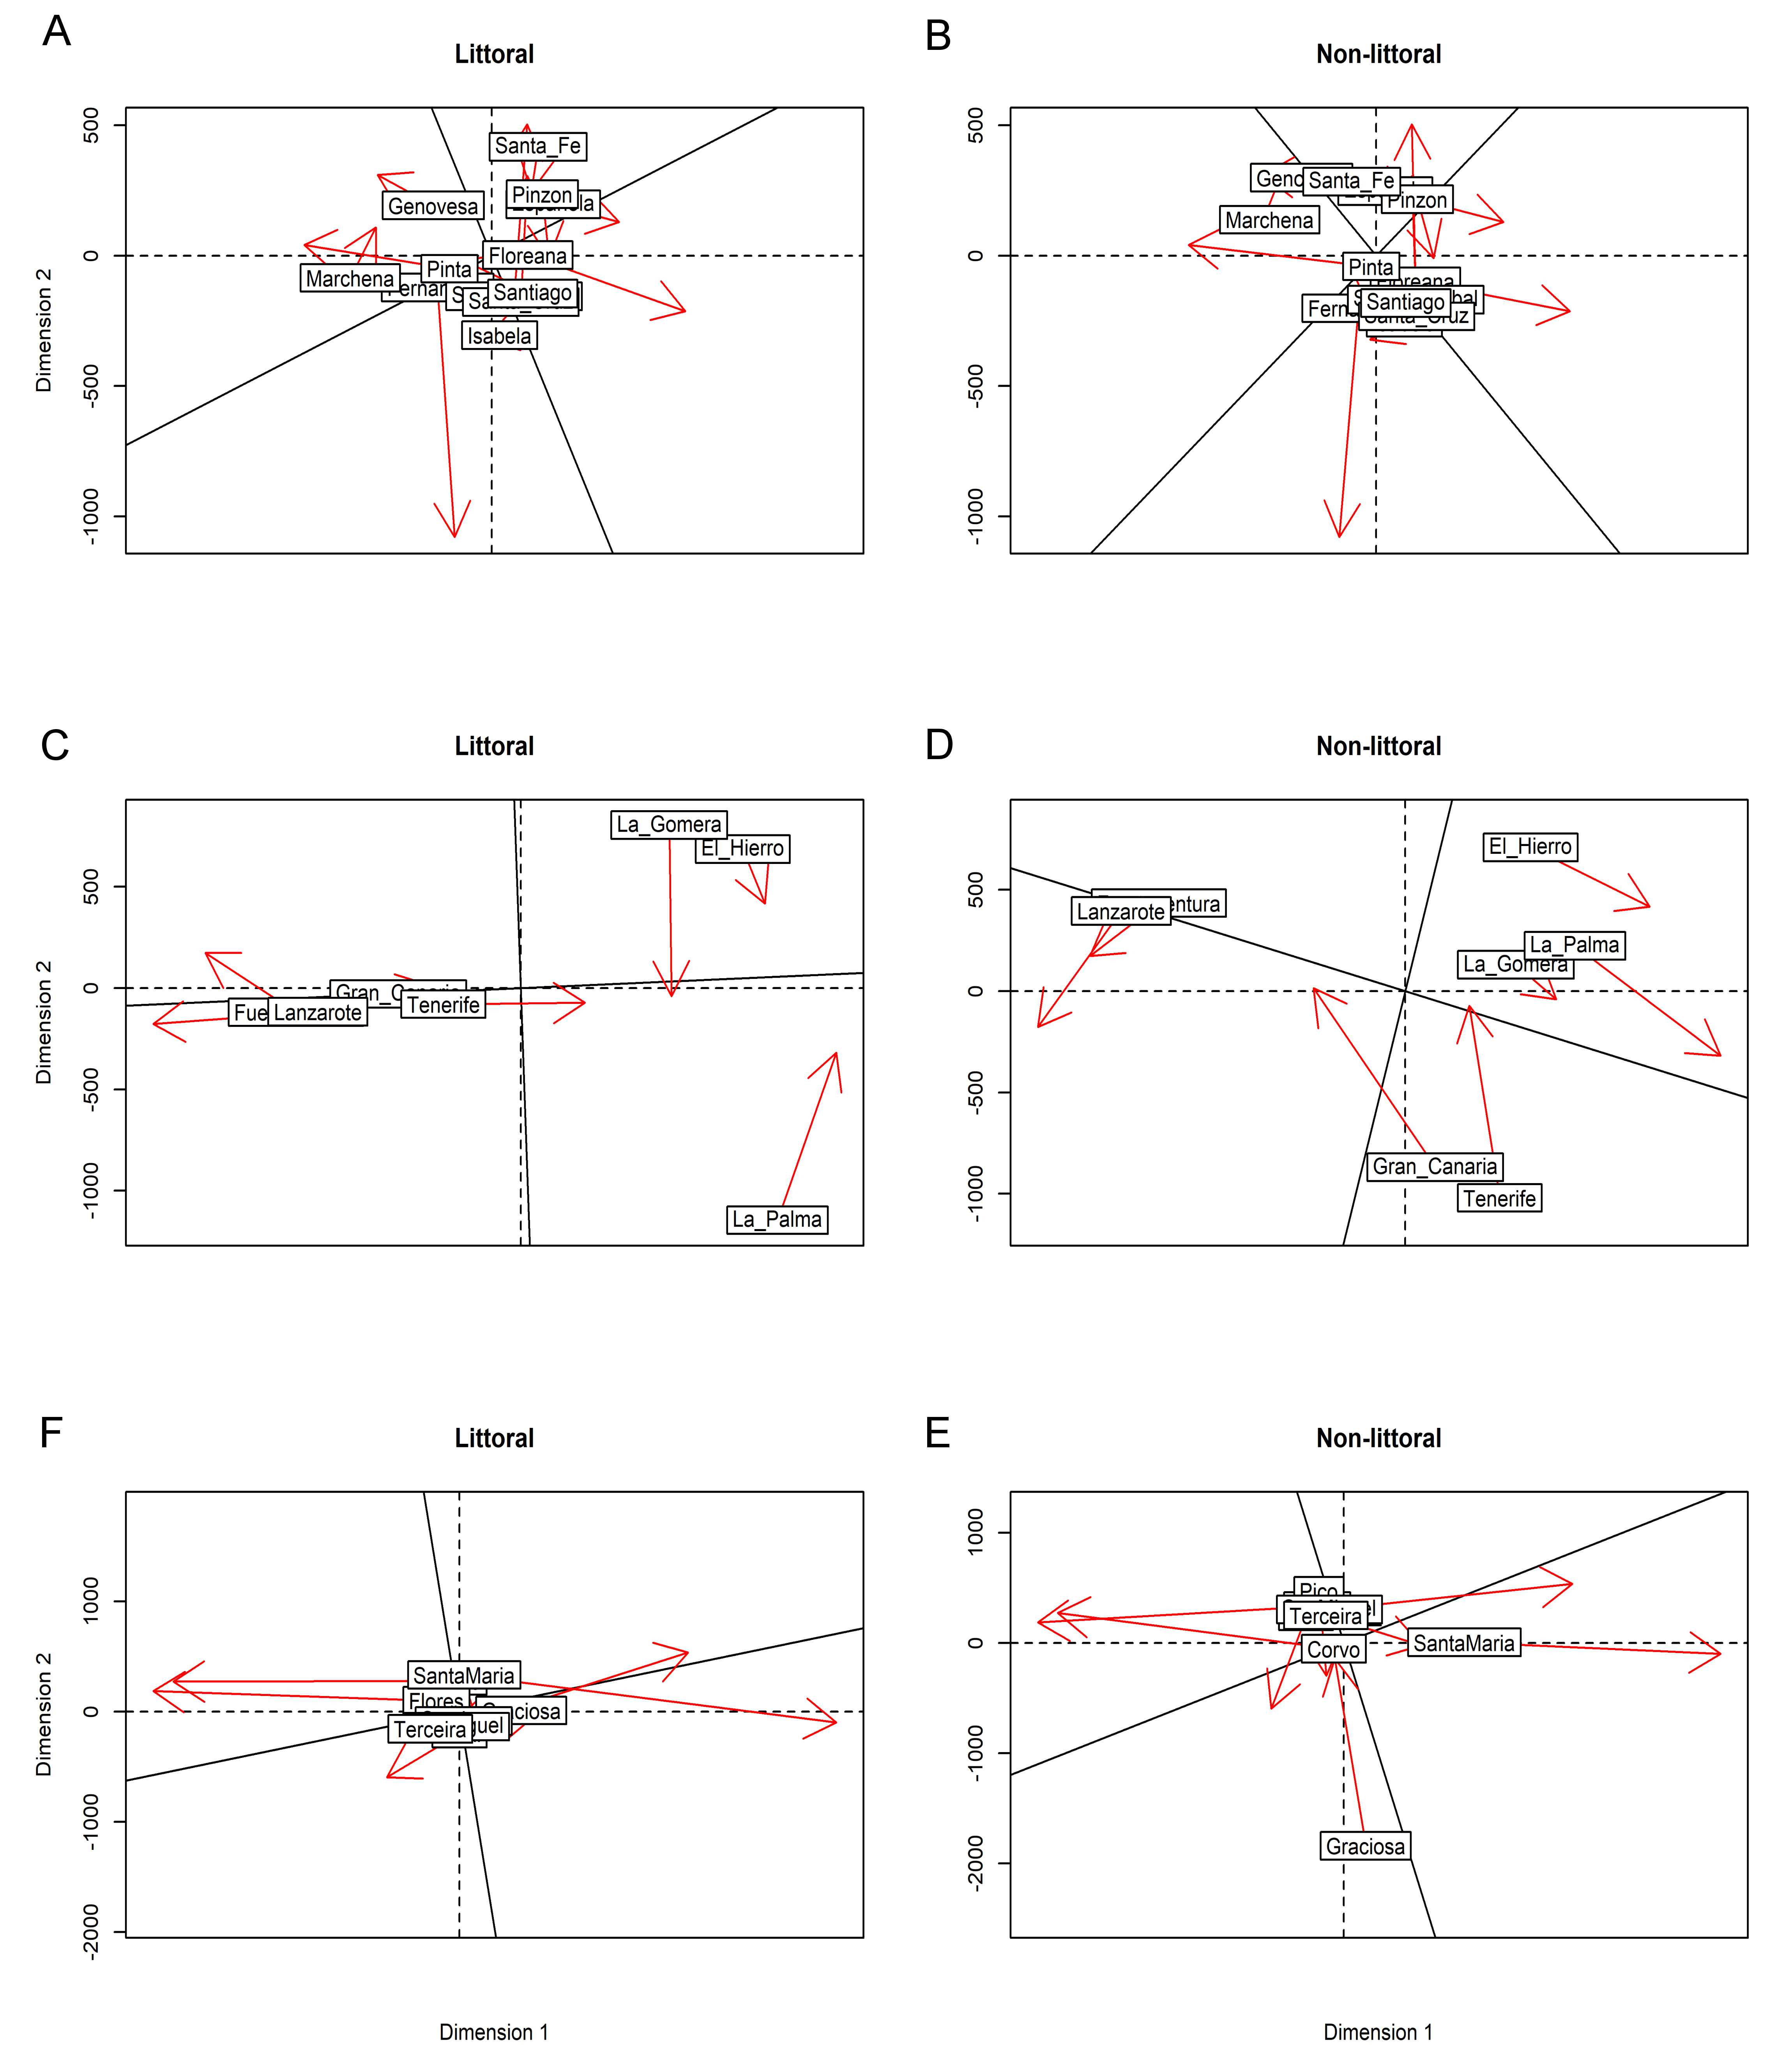 A
Littoral
B
Non-littoral
500
0
-500
-1000
Dimension 2
Santa_Fe
Pinzon
Genovesa
Floreana
Pinta
Marchena
Santiago
Isabela
500
0
-500
-1000
Santa_Fe
Pinzon
Marchena
Pinta
Santiago
C
Littoral
D
Non-littoral
500
0
-500
-1000
Dimension 2
La_Gomera
El_Hierro
Gran_Canaria
Lanzarote
Tenerife
La_Palma
500
0
-500
-1000
El_Hierro
Lanzarote
La_Palma
La_Gomera
Gran_Canaria
Tenerife
F
Littoral
E
Non-littoral
1000
0
-1000
-2000
Dimension 2
SantaMaria
Flores
Terceira
1000
0
-1000
-2000
Pico
Terceira
SantaMaria
Corvo
Graciosa
Dimension 1
Dimension 1